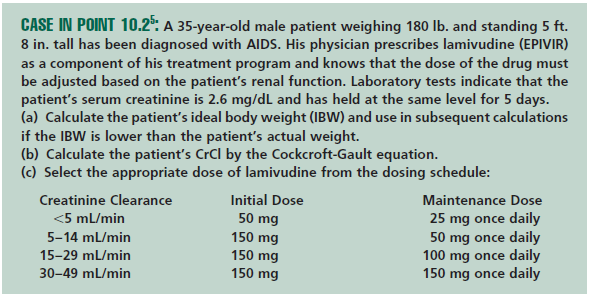 CASE IN POINT 10.2⁵: A 35-year-old male patient weighing 180 lb. and standing 5 ft.
8 in. tall has been diagnosed with AIDS. His physician prescribes lamivudine (EPIVIR)
as a component of his treatment program and knows that the dose of the drug must
be adjusted based on the patient's renal function. Laboratory tests indicate that the
patient's serum creatinine is 2.6 mg/dL and has held at the same level for 5 days.
(a) Calculate the patient's ideal body weight (IBW) and use in subsequent calculations
if the IBW is lower than the patient's actual weight.
(b) Calculate the patient's CrCl by the Cockcroft-Gault equation.
(c) Select the appropriate dose of lamivudine from the dosing schedule:
Creatinine Clearance Initial Dose Maintenance Dose
<5 mL/min 50 mg 25 mg once daily
5–14 mL/min 150 mg 50 mg once daily
15–29 mL/min 150 mg 100 mg once daily
30–49 mL/min 150 mg 150 mg once daily